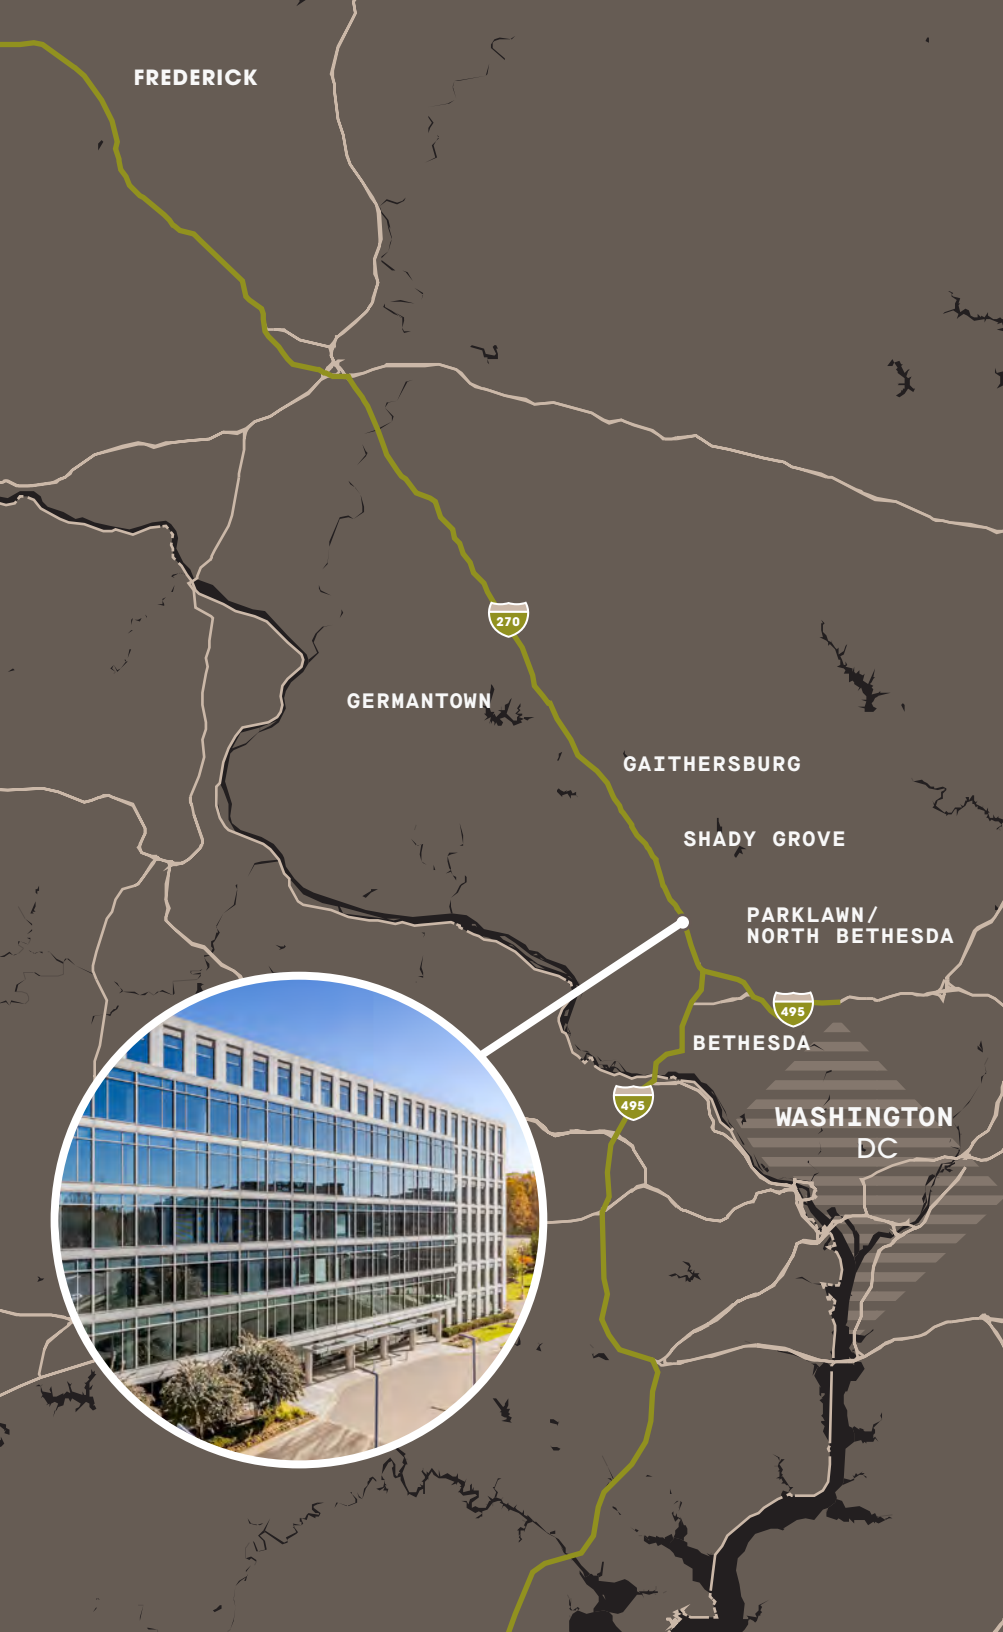 FREDERICK
270
GERMANTOWN
GAITHERSBURG
SHADY GROVE
PARKLAWN/
NORTH BETHESDA
495
BETHESDA
495
WASHINGTON
DC